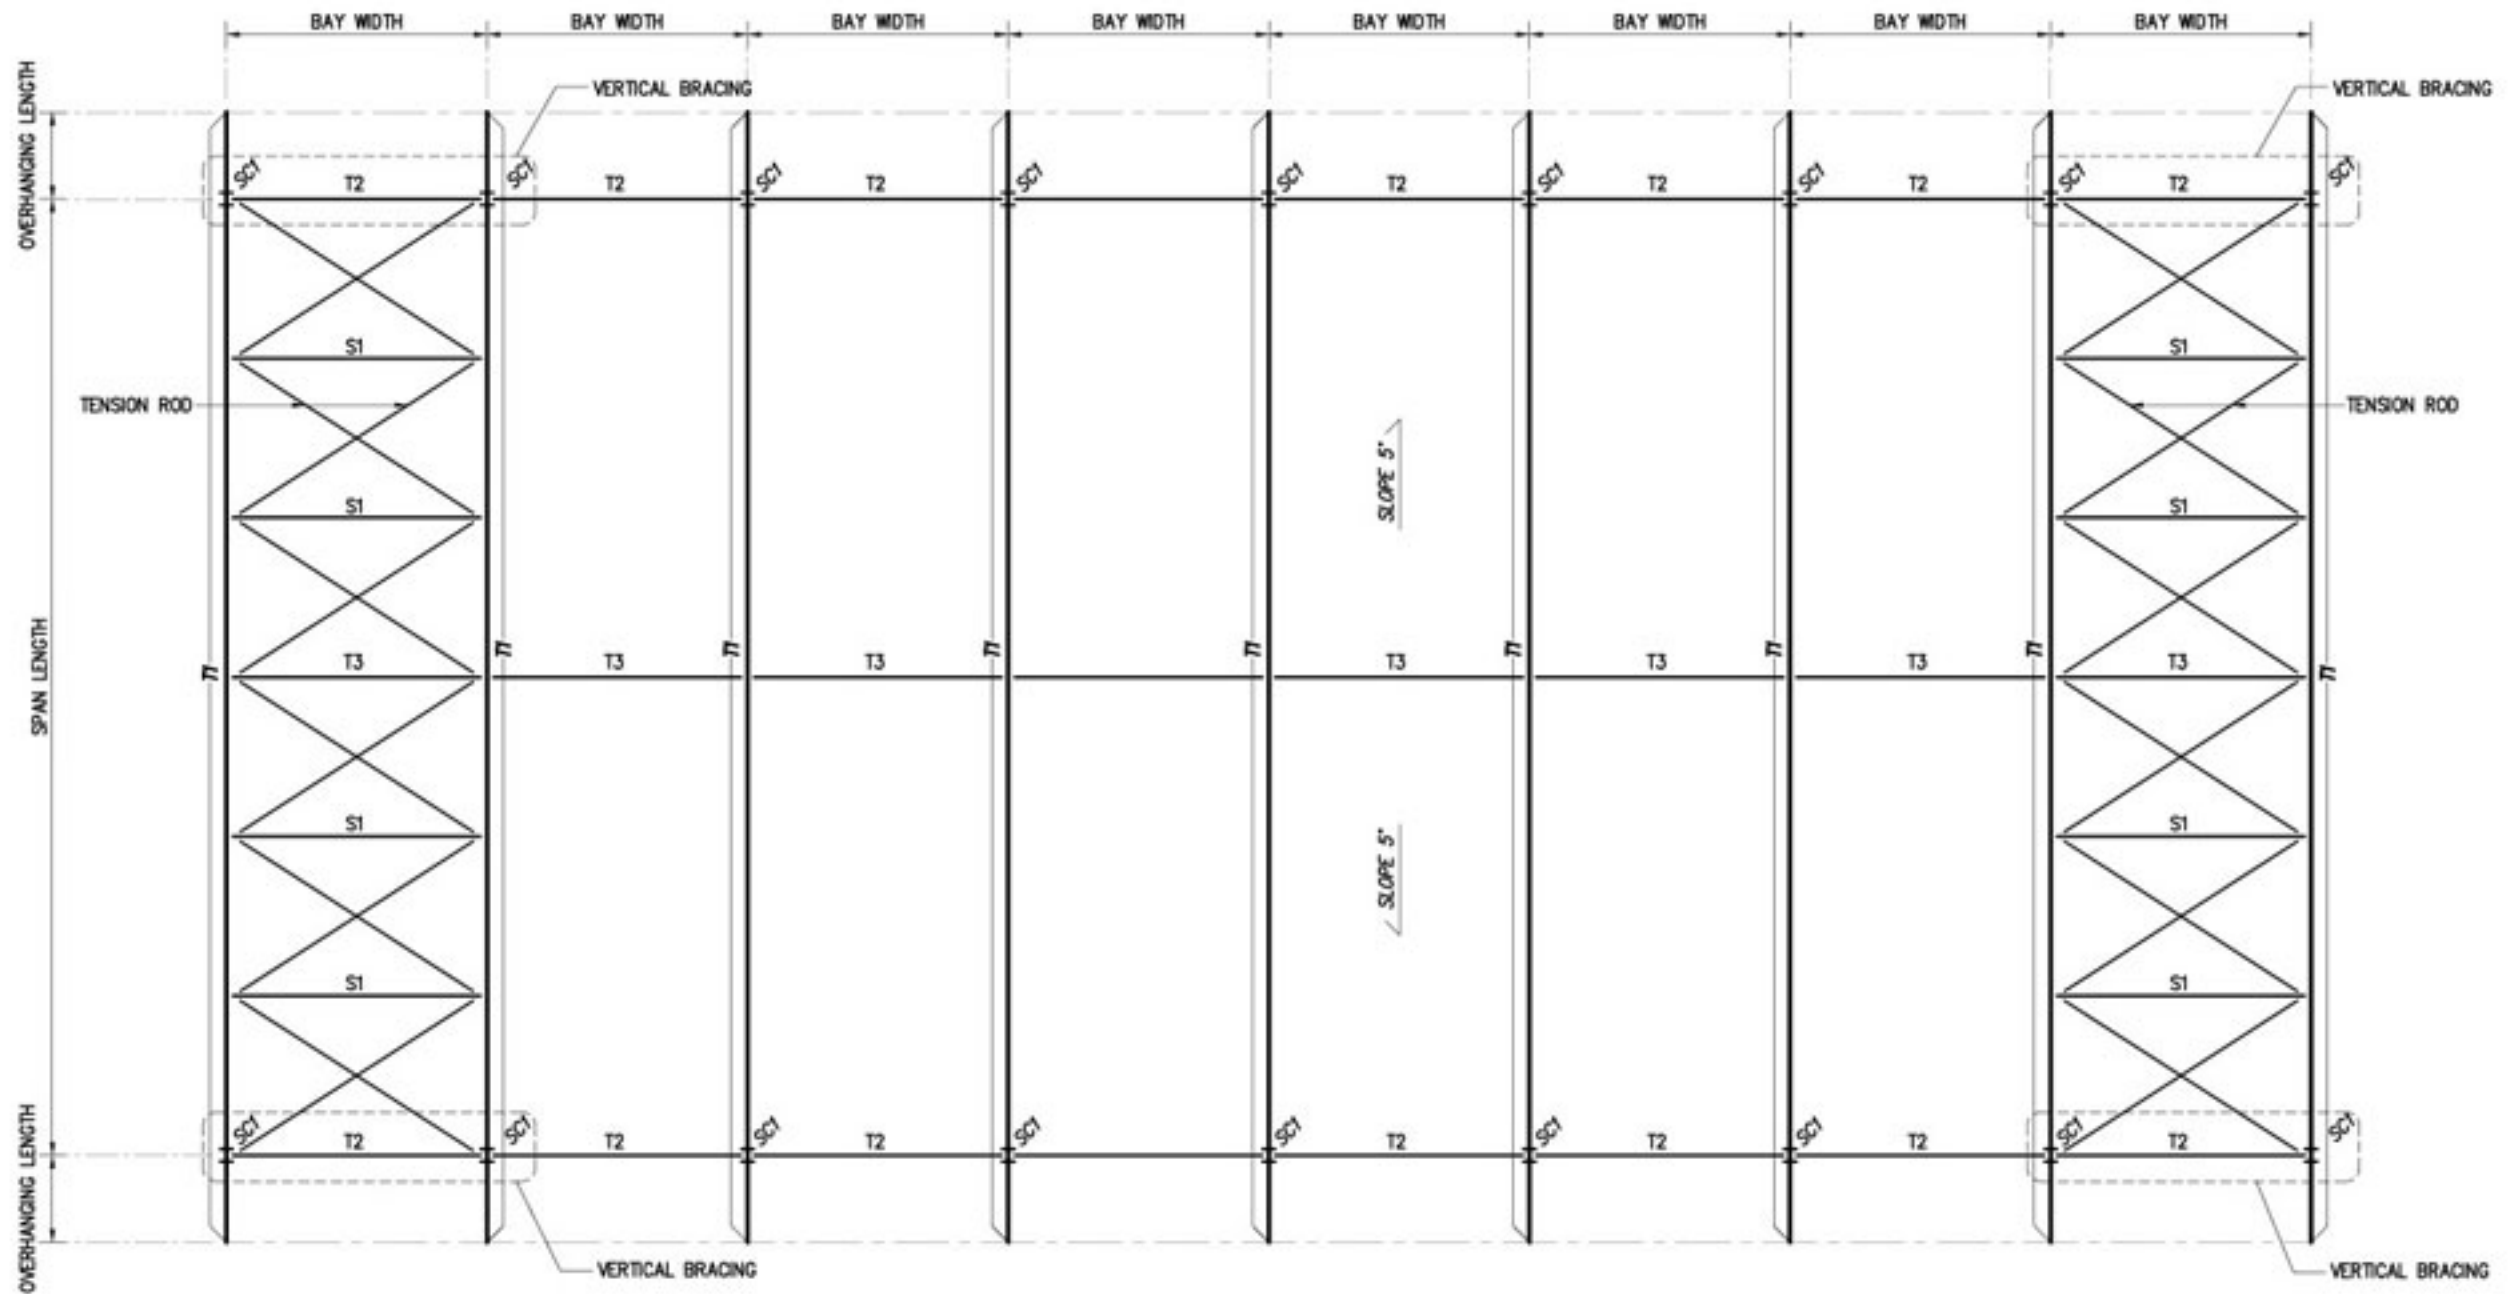 BAY WIDTH
BAY WIDTH
BAY WIDTH
BAY WIDTH
BAY WIDTH
BAY WIDTH
BAY WIDTH
BAY WIDTH
OVERHANGING LENGTH
VERTICAL BRACING
VERTICAL BRACING
SC1
SC1
SC1
SC1
SC1
SC1
SC1
SC1
SC1
T2
T2
T2
T2
T2
T2
T2
S1
S1
TENSION ROD
TENSION ROD
SLOPE 5°
S1
S1
SPAN LENGTH
T1
T1
T1
T1
T1
T1
T1
T1
T1
T3
T3
T3
T3
T3
T3
T3
S1
S1
SLOPE 5°
S1
S1
SC1
SC1
SC1
SC1
SC1
SC1
SC1
SC1
SC1
T2
T2
T2
T2
T2
T2
T2
OVERHANGING LENGTH
VERTICAL BRACING
VERTICAL BRACING